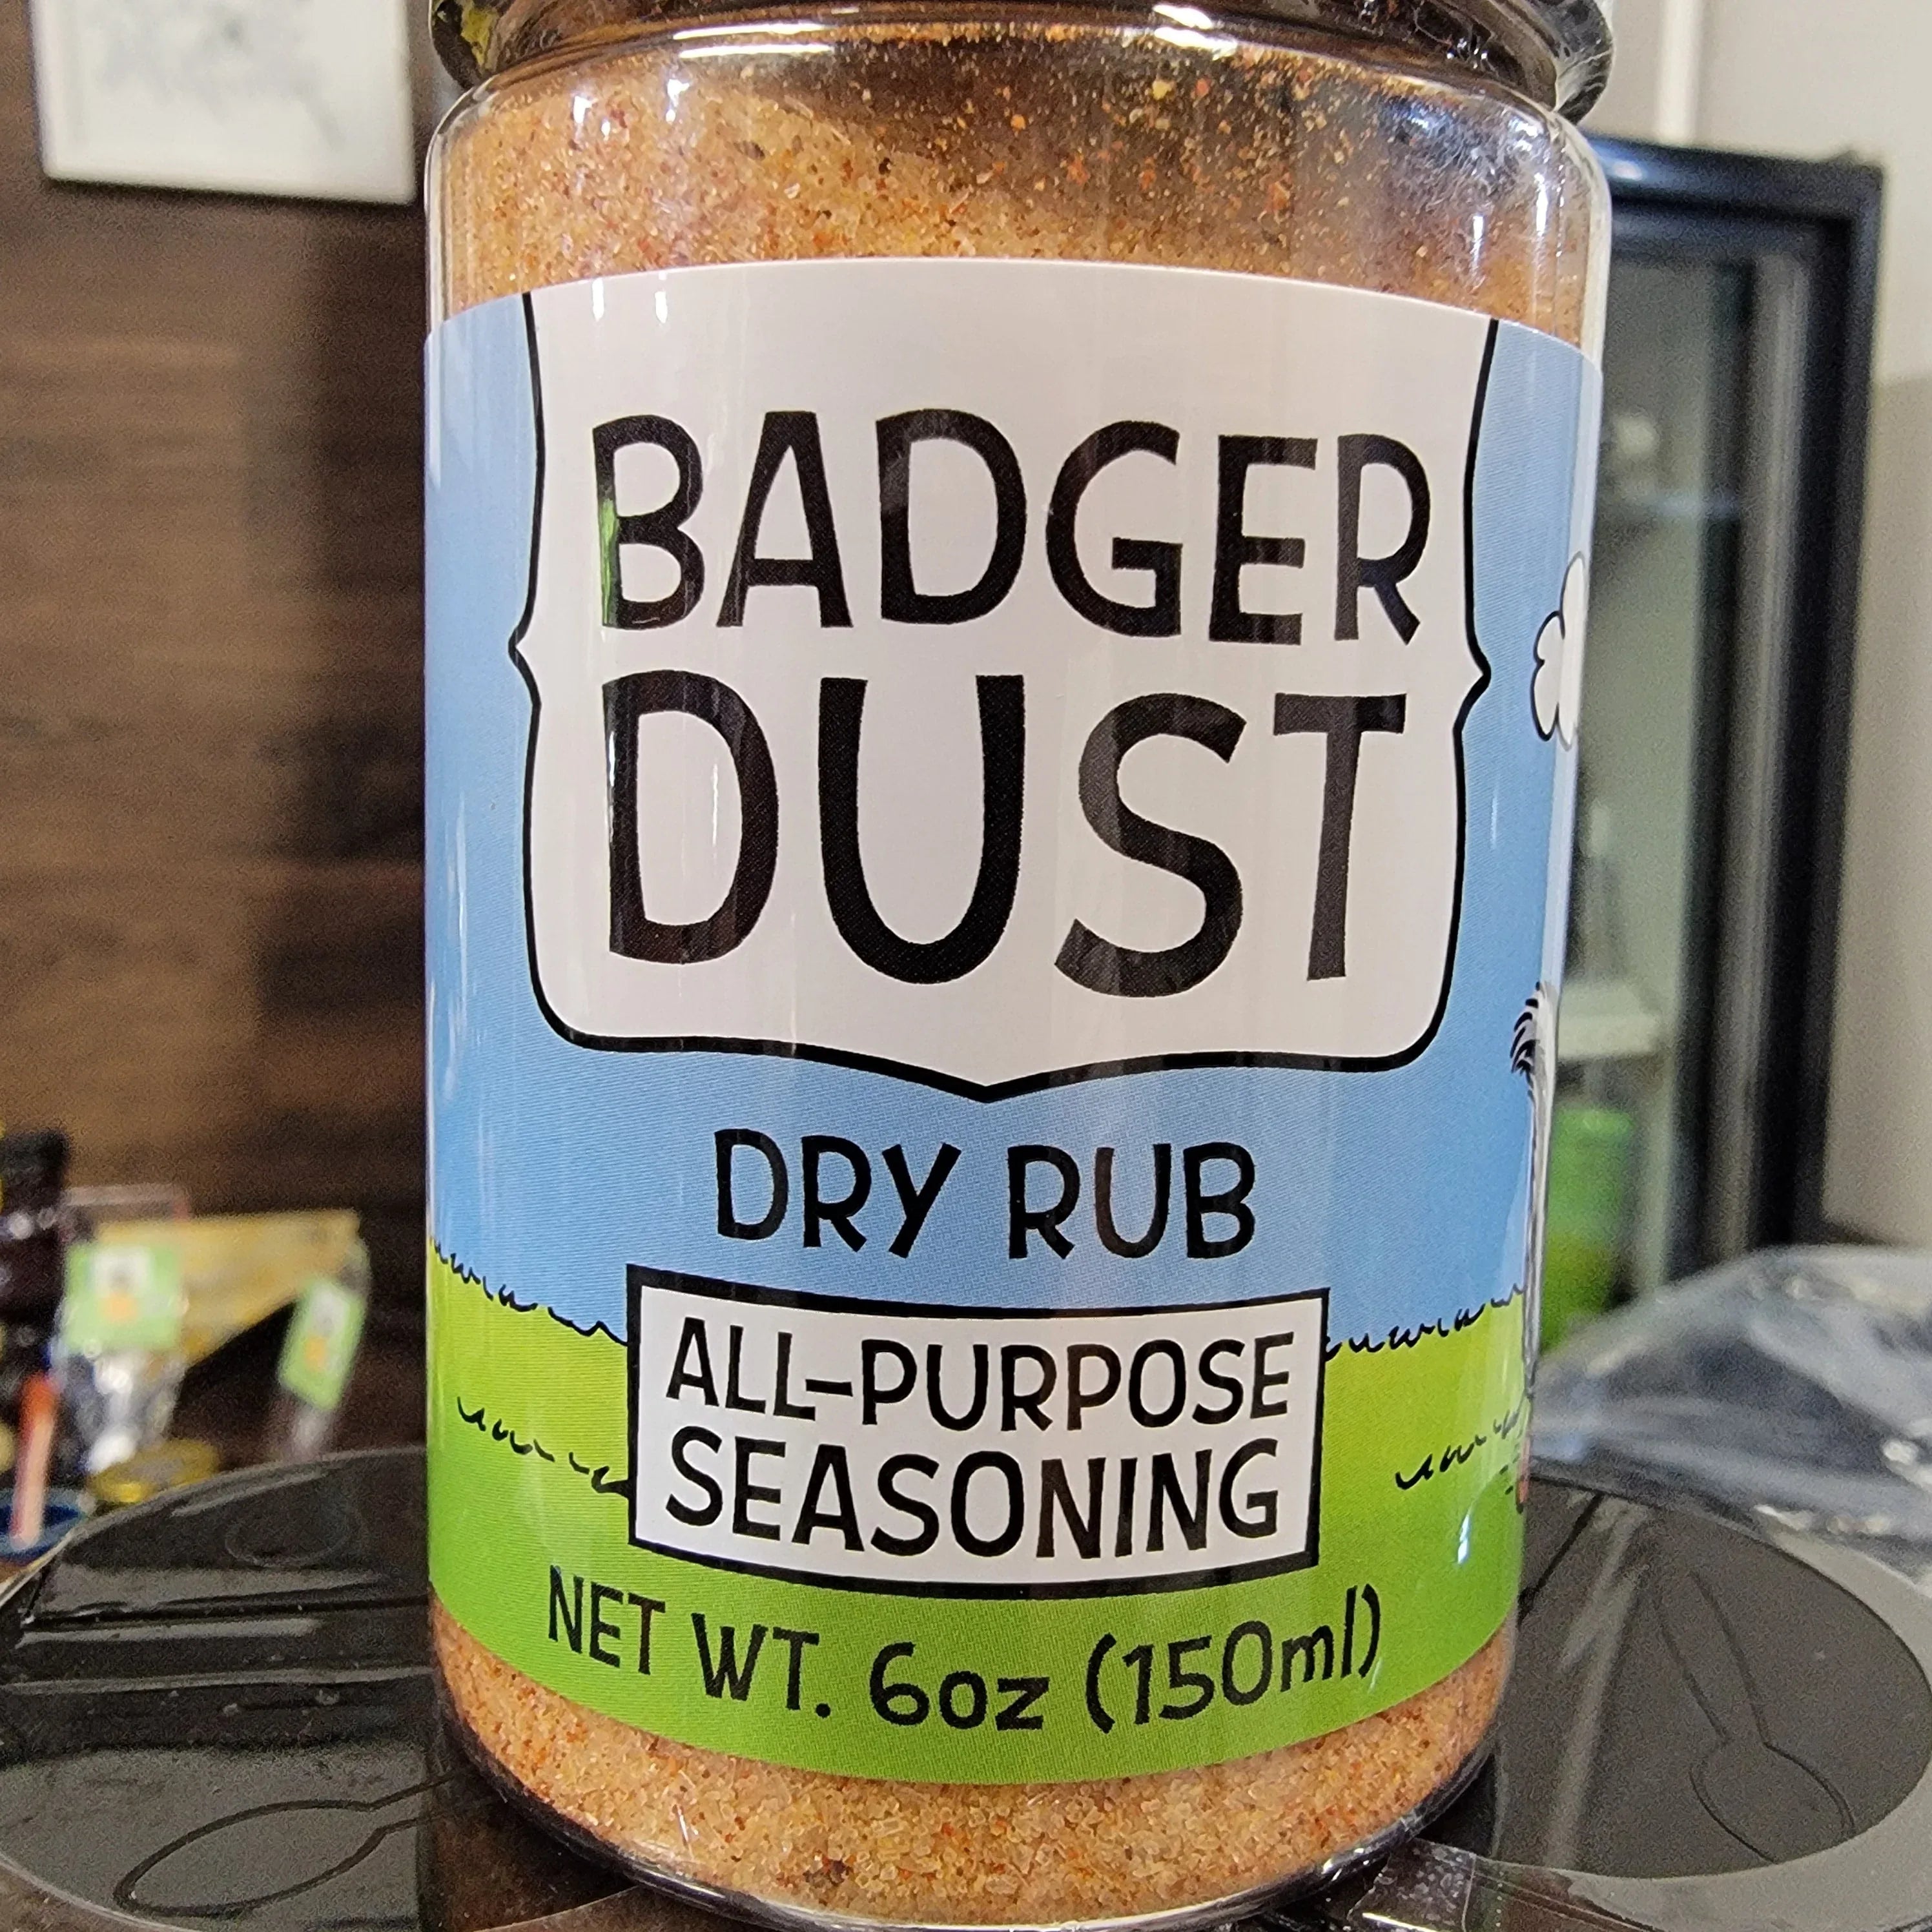 BADGER
DUST
DRY RUB
ALL-PURPOSE
SEASONING
NET WT. 6oz (150ml)